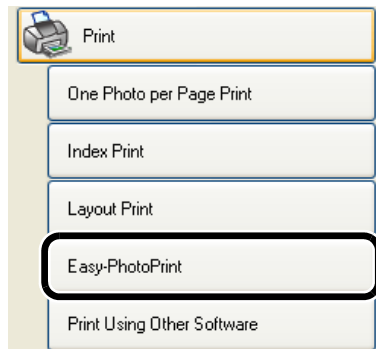 Print
One Photo per Page Print
Index Print
Layout Print
Easy-PhotoPrint
Print Using Other Software